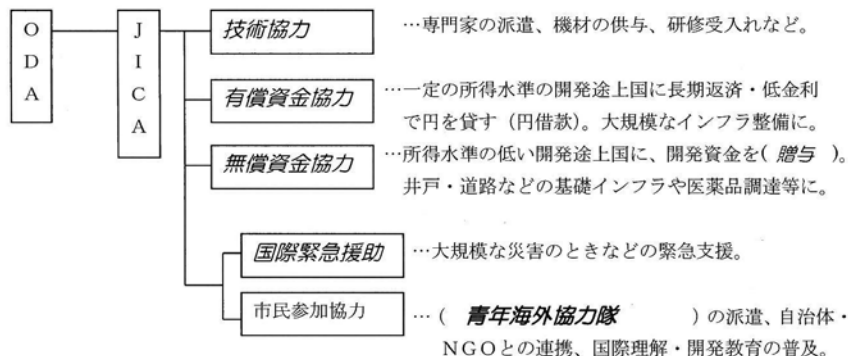 ODA
JICA
技術協力 …専門家の派遣、機材の供与、研修受入れなど。
有償資金協力 …一定の所得水準の開発途上国に長期返済・低金利
で円を貸す（円借款）。大規模なインフラ整備に。
無償資金協力 …所得水準の低い開発途上国に、開発資金を( 贈与 )。
井戸・道路などの基礎インフラや医薬品調達等に。
国際緊急援助 …大規模な災害のときなどの緊急支援。
市民参加協力 …（ 青年海外協力隊 ）の派遣、自治体・
NGOとの連携、国際理解・開発教育の普及。